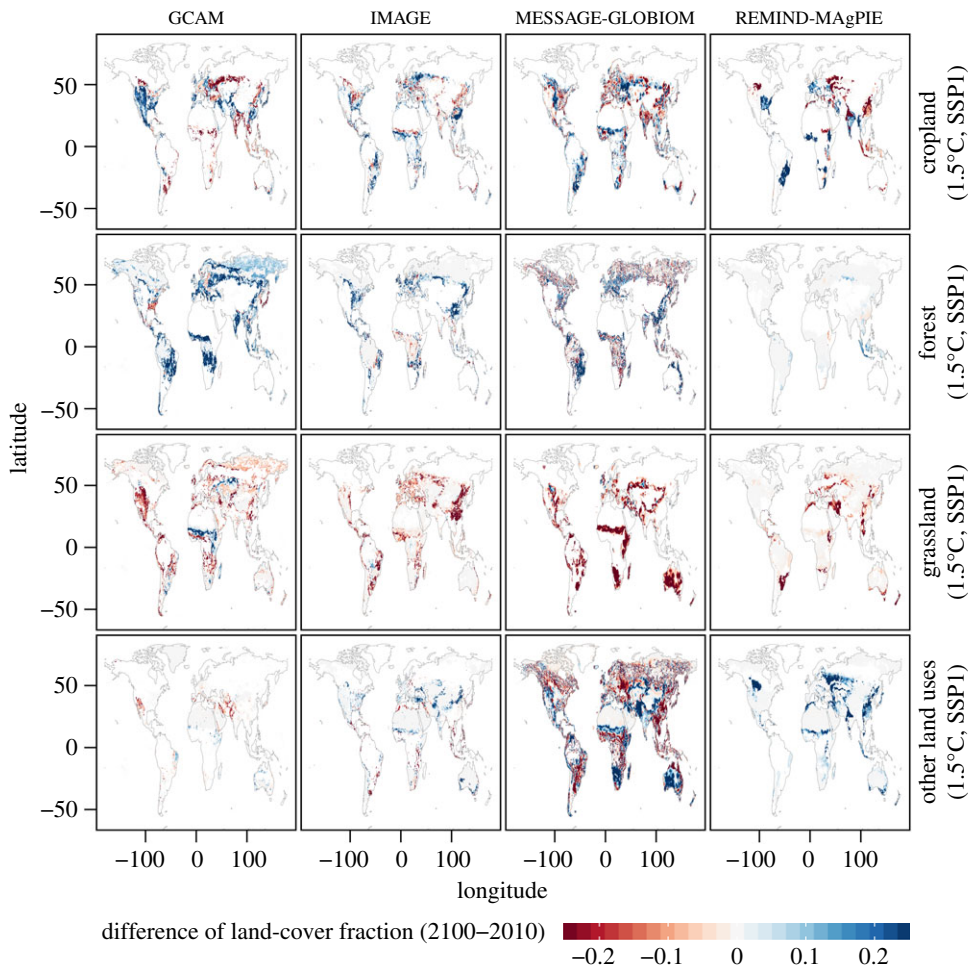 GCAM
IMAGE
MESSAGE-GLOBIOM
REMIND-MAgPIE
50
0
−50
cropland
(1.5°C, SSP1)
50
0
−50
forest
(1.5°C, SSP1)
latitude
50
0
−50
grassland
(1.5°C, SSP1)
50
0
−50
other land uses
(1.5°C, SSP1)
−100 0 100
−100 0 100
−100 0 100
−100 0 100
longitude
difference of land-cover fraction (2100−2010)
−0.2 −0.1 0 0.1 0.2